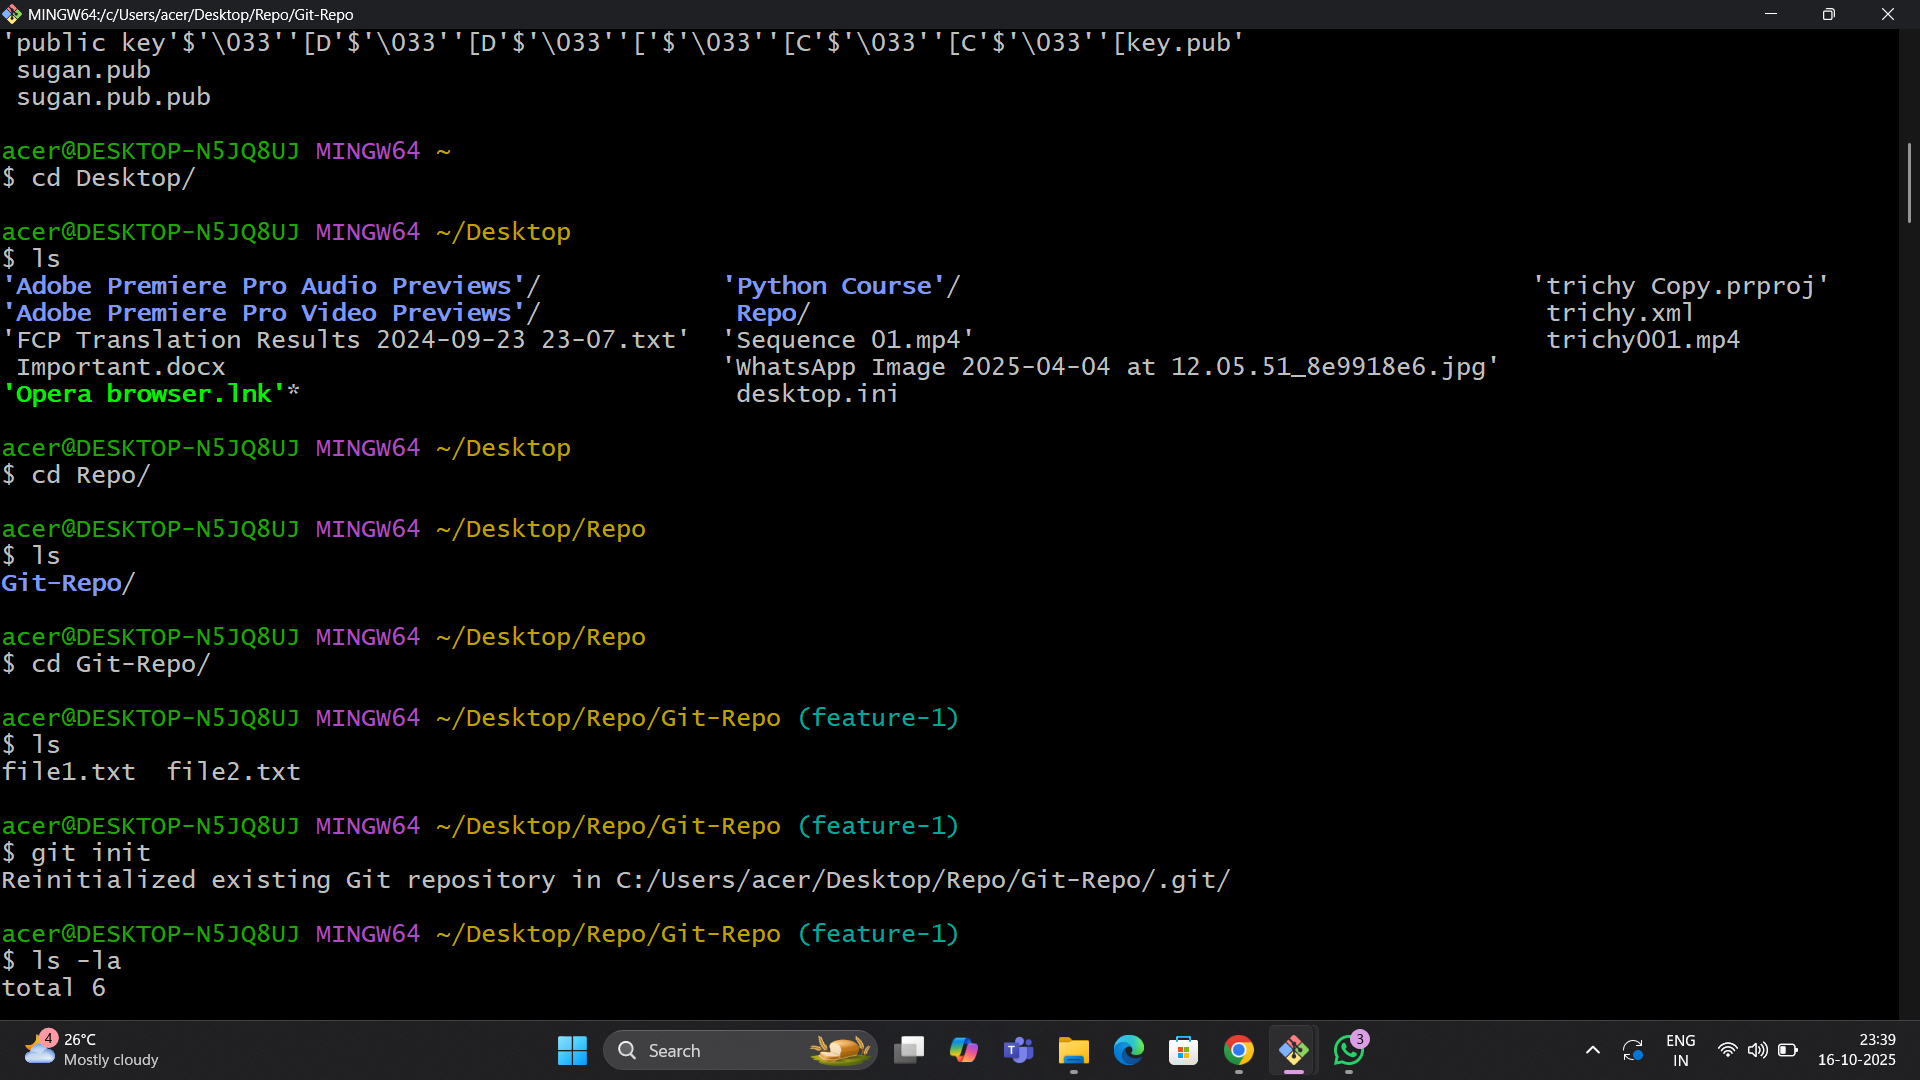 MINGW64:/c/Users/acer/Desktop/Repo/Git-Repo
'public key'$'\033''[D'$'\033''[D'$'\033''['$'\033''[C'$'\033''[C'$'\033''[key.pub'
sugan.pub
sugan.pub.pub
acer@DESKTOP-N5JQ8UJ MINGW64 ~
$ cd Desktop/
acer@DESKTOP-N5JQ8UJ MINGW64 ~/Desktop
$ ls
'Adobe Premiere Pro Audio Previews'/ 'Python Course'/ 'trichy Copy.prproj'
'Adobe Premiere Pro Video Previews'/ Repo/ trichy.xml
'FCP Translation Results 2024-09-23 23-07.txt' 'Sequence 01.mp4' trichy001.mp4
Important.docx 'WhatsApp Image 2025-04-04 at 12.05.51_8e9918e6.jpg'
'Opera browser.lnk'* desktop.ini
acer@DESKTOP-N5JQ8UJ MINGW64 ~/Desktop
$ cd Repo/
acer@DESKTOP-N5JQ8UJ MINGW64 ~/Desktop/Repo
$ ls
Git-Repo/
acer@DESKTOP-N5JQ8UJ MINGW64 ~/Desktop/Repo
$ cd Git-Repo/
acer@DESKTOP-N5JQ8UJ MINGW64 ~/Desktop/Repo/Git-Repo (feature-1)
$ ls
file1.txt file2.txt
acer@DESKTOP-N5JQ8UJ MINGW64 ~/Desktop/Repo/Git-Repo (feature-1)
$ git init
Reinitialized existing Git repository in C:/Users/acer/Desktop/Repo/Git-Repo/.git/
acer@DESKTOP-N5JQ8UJ MINGW64 ~/Desktop/Repo/Git-Repo (feature-1)
$ ls -la
total 6
4 26°C
Mostly cloudy
Search
3
ENG
IN
23:39
16-10-2025